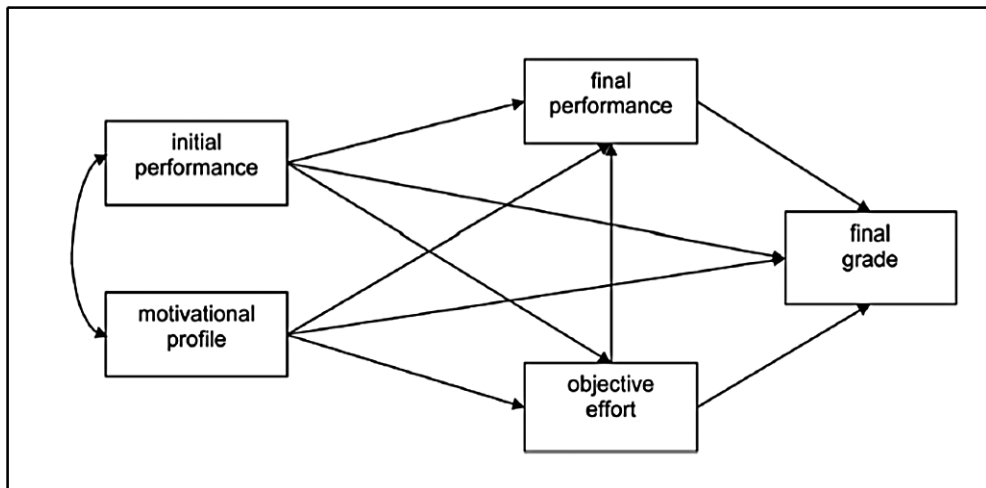 initial
performance
motivational
profile
final
performance
objective
effort
final
grade